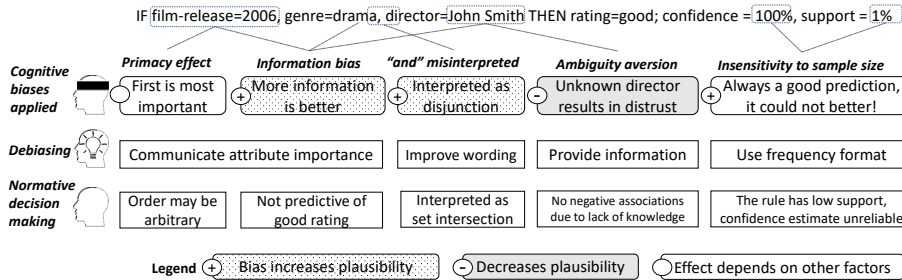 IF film-release=2006, genre=drama, director=John Smith THEN rating=good; confidence = 100%, support = 1%
Primacy effect
Information bias
“and” misinterpreted
Ambiguity aversion
Insensitivity to sample size
Cognitive
biases
applied
First is most
important
+
More information
is better
+
Interpreted as
disjunction
-
Unknown director
results in distrust
+
Always a good prediction,
it could not better!
Debiasing
Communicate attribute importance
Improve wording
Provide information
Use frequency format
Normative
decision
making
Order may be
arbitrary
Not predictive of
good rating
Interpreted as
set intersection
No negative associations
due to lack of knowledge
The rule has low support,
confidence estimate unreliable
Legend
+
Bias increases plausibility
-
Decreases plausibility
Effect depends on other factors